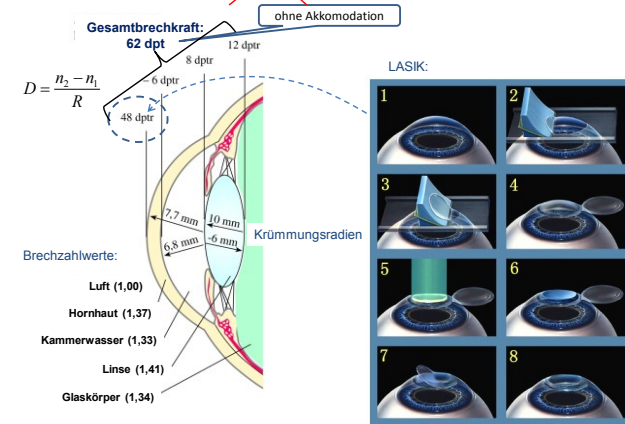 ohne Akkomodation
Gesamtbrechkraft:
62 dpt
12 dptr
8 dptr
– 6 dptr
48 dptr
D = (n₂ − n₁) / R
7,7 mm
10 mm
-6 mm
6,8 mm
Krümmungsradien
Brechzahlwerte:
Luft (1,00)
Hornhaut (1,37)
Kammerwasser (1,33)
Linse (1,41)
Glaskörper (1,34)
LASIK:
1
2
3
4
5
6
7
8